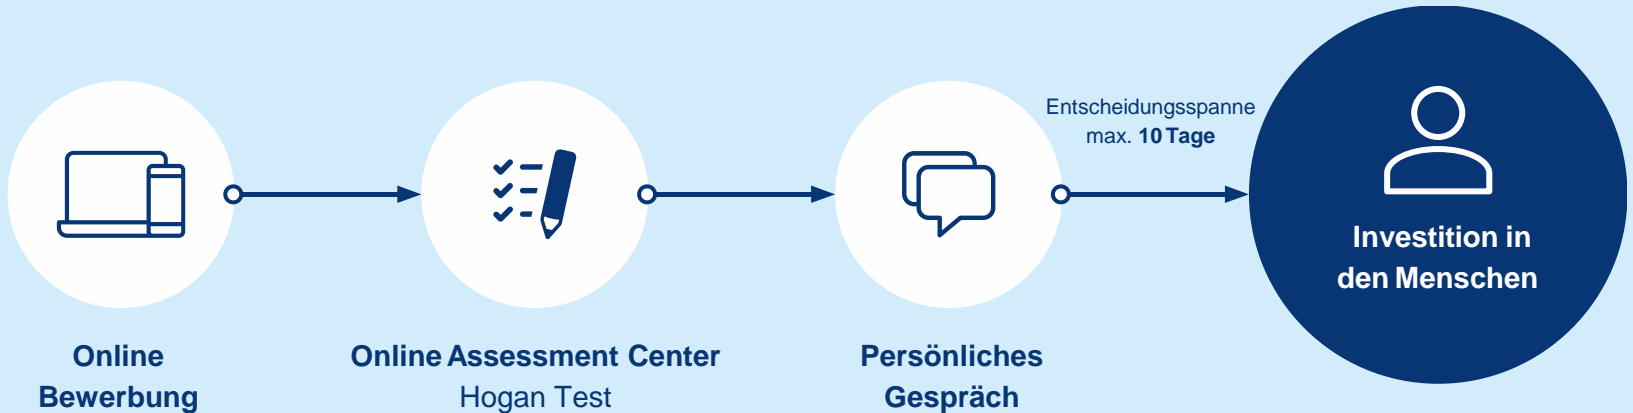 Online
Bewerbung
Online Assessment Center
Hogan Test
Persönliches
Gespräch
Entscheidungsspanne
max. 10 Tage
Investition in
den Menschen